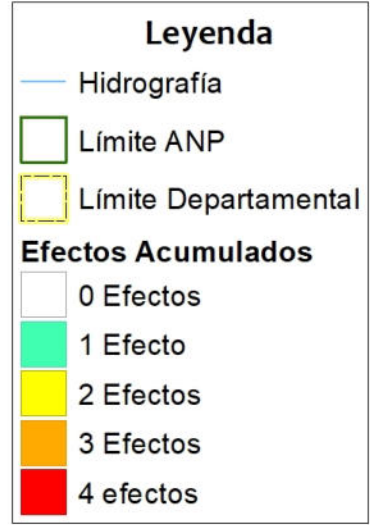 Leyenda
Hidrografía
Límite ANP
Límite Departamental
Efectos Acumulados
0 Efectos
1 Efecto
2 Efectos
3 Efectos
4 efectos